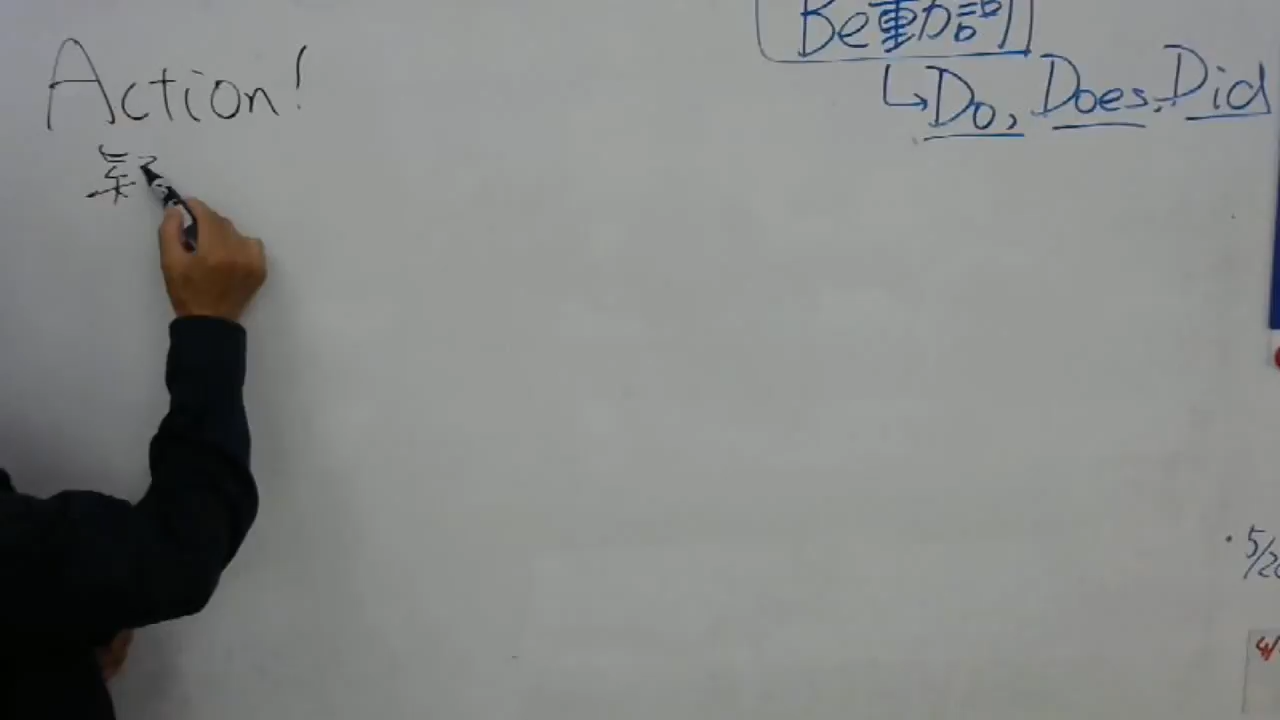 Action!
Be動詞
↳Do, Does, Did